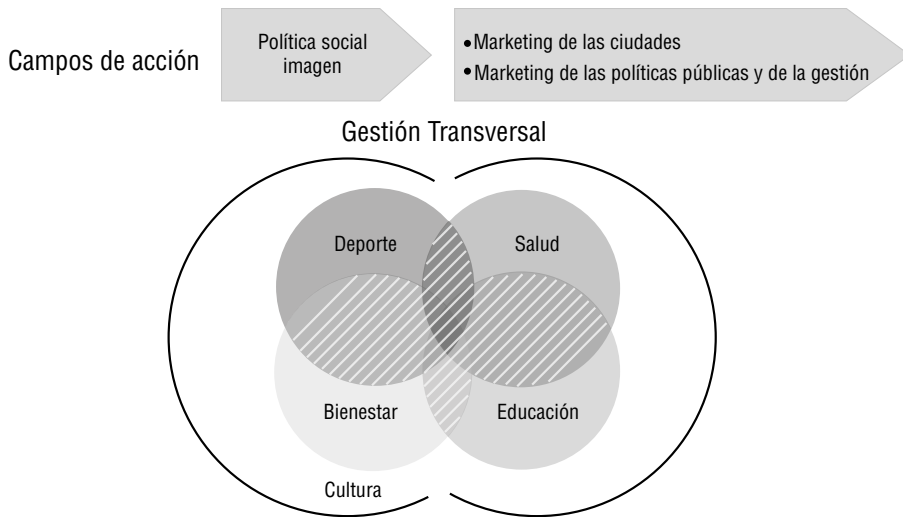 Campos de acción
Política social
imagen
• Marketing de las ciudades
• Marketing de las políticas públicas y de la gestión
Gestión Transversal
Deporte
Salud
Bienestar
Educación
Cultura